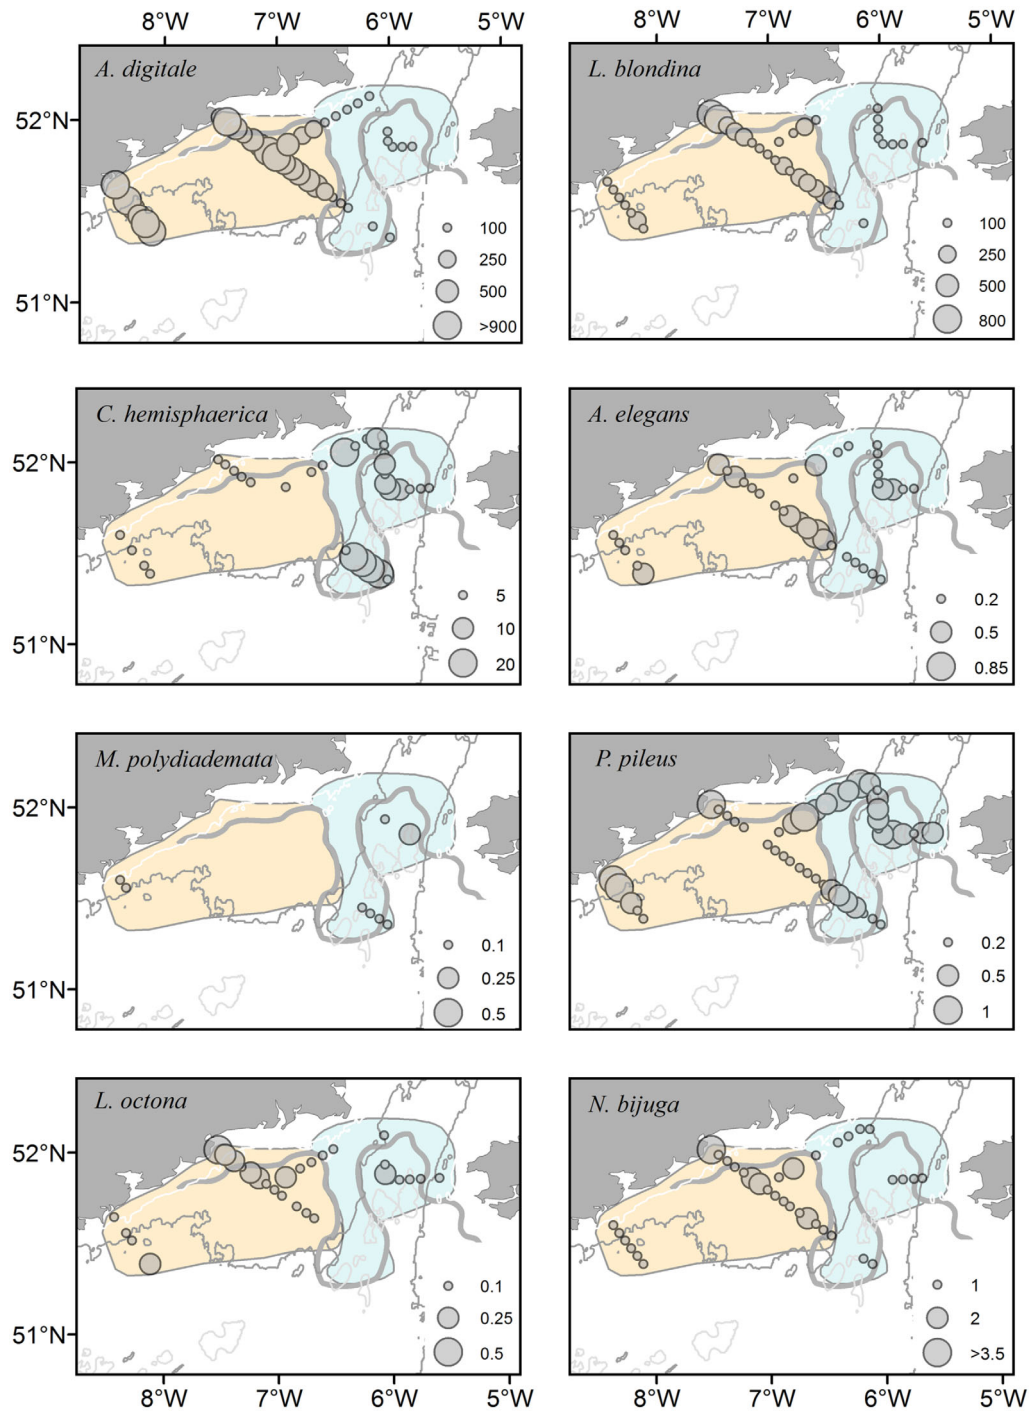 8°W 7°W 6°W 5°W 8°W 7°W 6°W 5°W
A. digitale
L. blondina
52°N
100
250
500
>900
100
250
500
800
51°N
C. hemisphaerica
A. elegans
52°N
5
10
20
0.2
0.5
0.85
51°N
M. polydiademata
P. pileus
52°N
0.1
0.25
0.5
0.2
0.5
1
51°N
L. octona
N. bijuga
52°N
0.1
0.25
0.5
1
2
>3.5
51°N
8°W 7°W 6°W 5°W 8°W 7°W 6°W 5°W